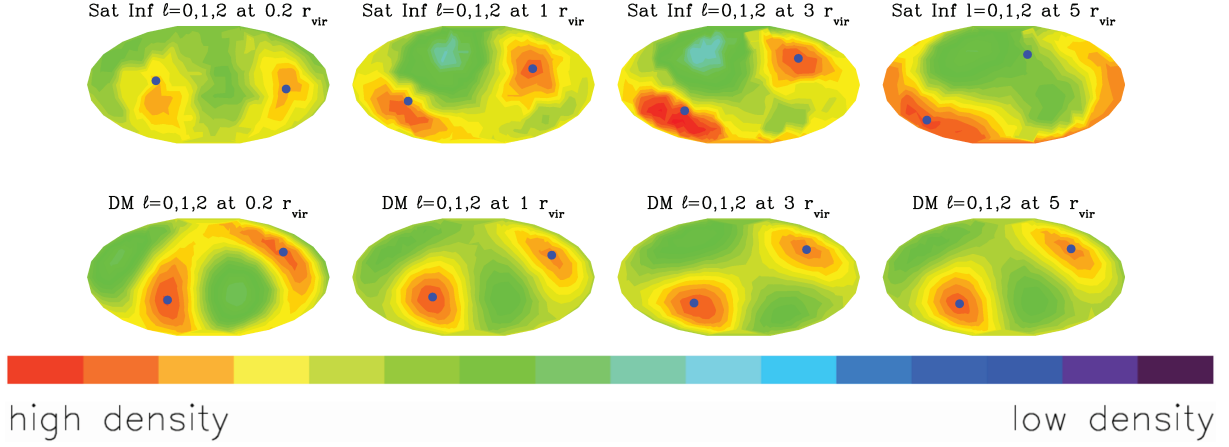 Sat Inf ℓ=0,1,2 at 0.2 r_vir
Sat Inf ℓ=0,1,2 at 1 r_vir
Sat Inf ℓ=0,1,2 at 3 r_vir
Sat Inf l=0,1,2 at 5 r_vir
DM ℓ=0,1,2 at 0.2 r_vir
DM ℓ=0,1,2 at 1 r_vir
DM ℓ=0,1,2 at 3 r_vir
DM ℓ=0,1,2 at 5 r_vir
high density
low density